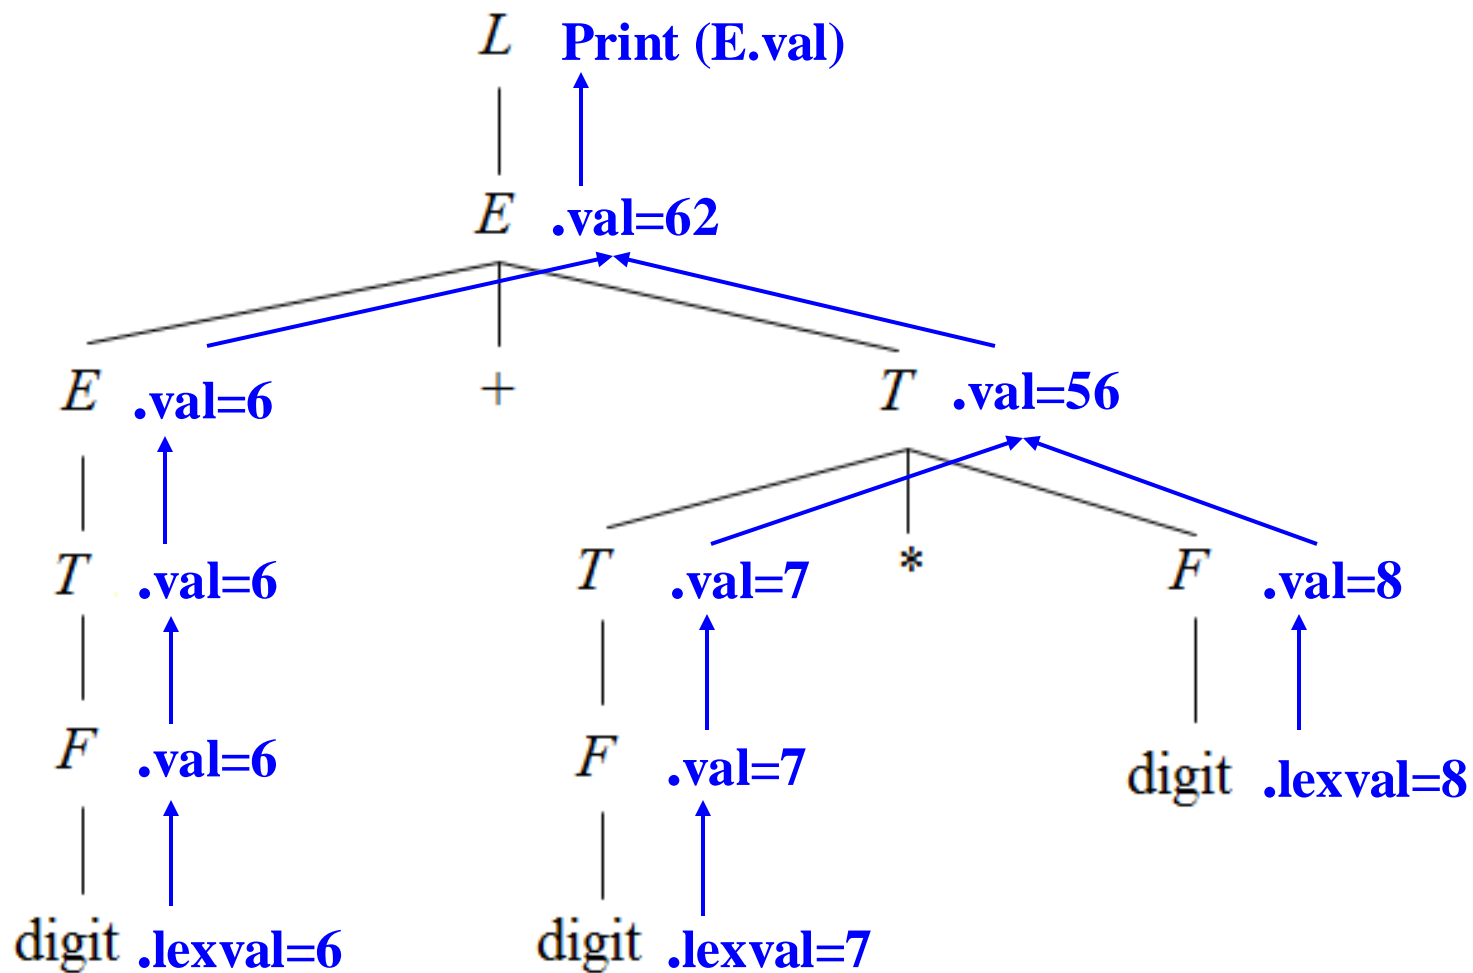 L Print (E.val)
E .val=62
E .val=6 + T .val=56
T .val=6 T .val=7 * F .val=8
F .val=6 F .val=7 digit .lexval=8
digit .lexval=6 digit .lexval=7